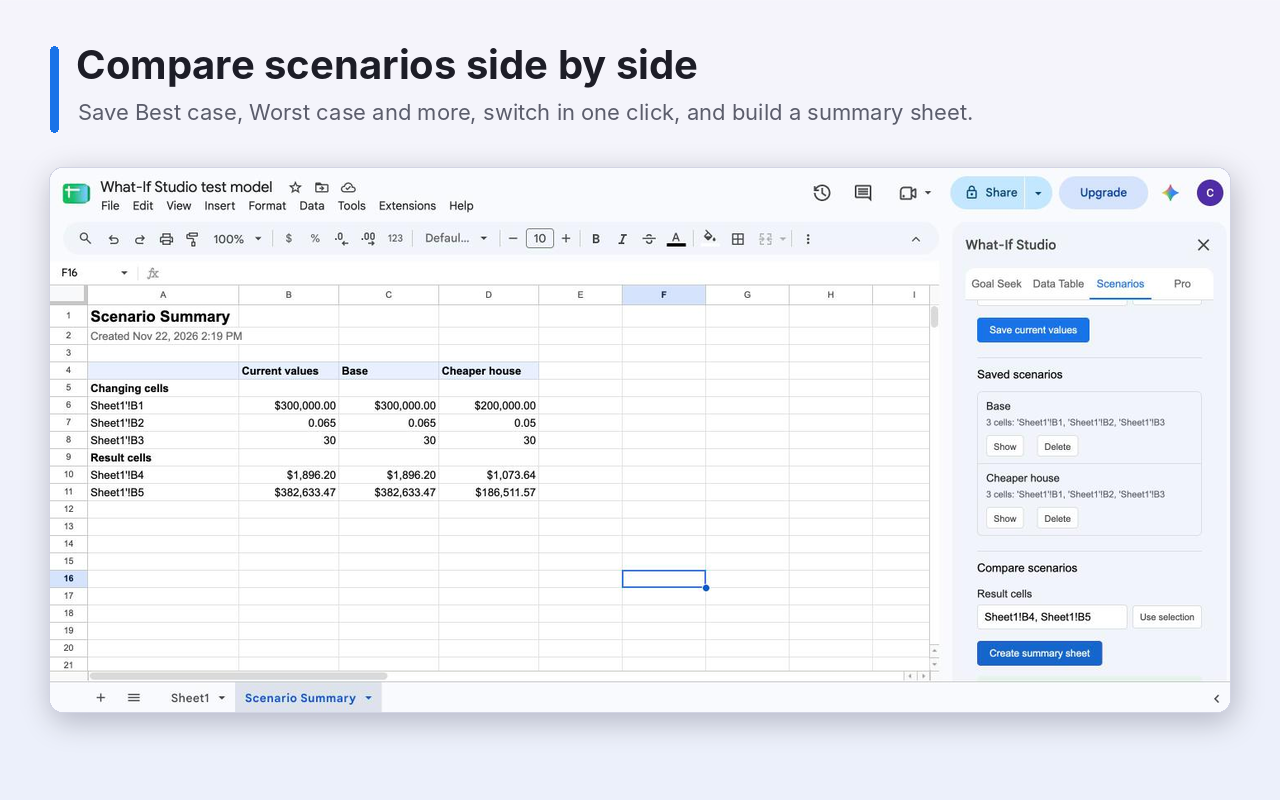 Compare scenarios side by side
Save Best case, Worst case and more, switch in one click, and build a summary sheet.
What-If Studio test model
File Edit View Insert Format Data Tools Extensions Help
Share
Upgrade
C
100% $ % .0 .00 123 Defaul... 10 B I A
What-If Studio
F16 fx
Goal Seek Data Table Scenarios Pro
A B C D E F G H I
1 Scenario Summary
2 Created Nov 22, 2026 2:19 PM
3
4 Current values Base Cheaper house
5 Changing cells
6 Sheet1'!B1 $300,000.00 $300,000.00 $200,000.00
7 Sheet1'!B2 0.065 0.065 0.05
8 Sheet1'!B3 30 30 30
9 Result cells
10 Sheet1'!B4 $1,896.20 $1,896.20 $1,073.64
11 Sheet1'!B5 $382,633.47 $382,633.47 $186,511.57
12
13
14
15
16
17
18
19
20
21
Save current values
Saved scenarios
Base
3 cells: 'Sheet1'!B1, 'Sheet1'!B2, 'Sheet1'!B3
Show Delete
Cheaper house
3 cells: 'Sheet1'!B1, 'Sheet1'!B2, 'Sheet1'!B3
Show Delete
Compare scenarios
Result cells
Sheet1!B4, Sheet1!B5 Use selection
Create summary sheet
Sheet1 Scenario Summary